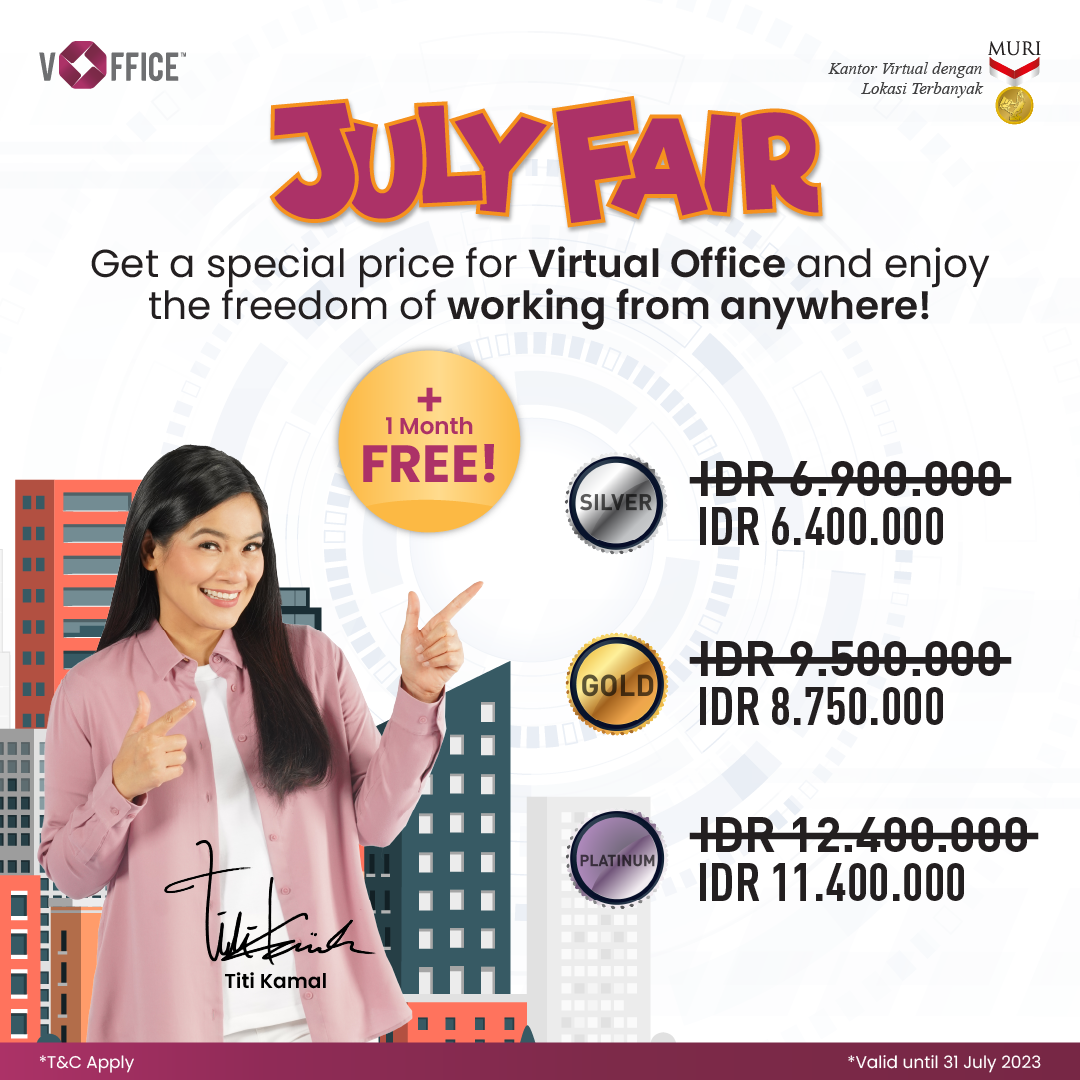 VOFFICE™
MURI
Kantor Virtual dengan
Lokasi Terbanyak
JULY FAIR
Get a special price for Virtual Office and enjoy
the freedom of working from anywhere!
+
1 Month
FREE!
SILVER
IDR 6.900.000
IDR 6.400.000
GOLD
IDR 9.500.000
IDR 8.750.000
PLATINUM
IDR 12.400.000
IDR 11.400.000
Titi Kamal
*T&C Apply
*Valid until 31 July 2023